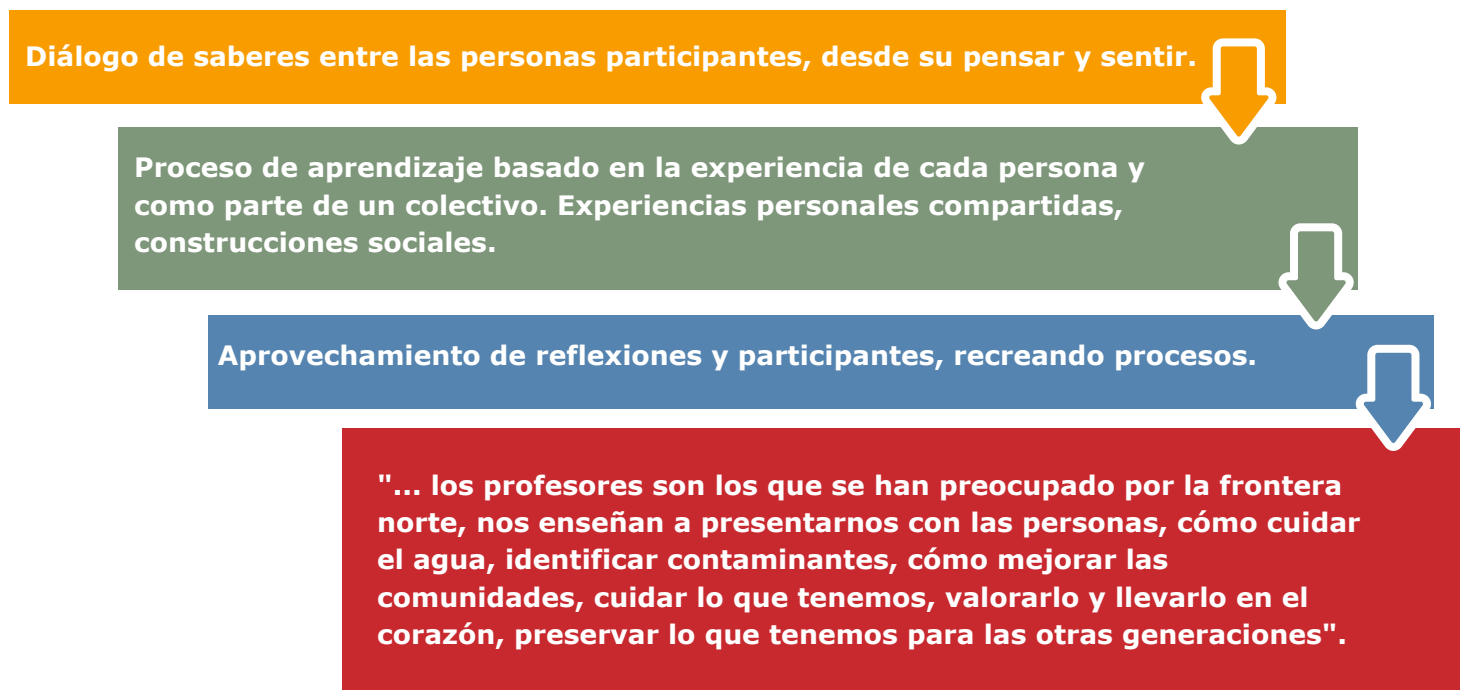 Diálogo de saberes entre las personas participantes, desde su pensar y sentir.
Proceso de aprendizaje basado en la experiencia de cada persona y
como parte de un colectivo. Experiencias personales compartidas,
construcciones sociales.
Aprovechamiento de reflexiones y participantes, recreando procesos.
"... los profesores son los que se han preocupado por la frontera
norte, nos enseñan a presentarnos con las personas, cómo cuidar
el agua, identificar contaminantes, cómo mejorar las
comunidades, cuidar lo que tenemos, valorarlo y llevarlo en el
corazón, preservar lo que tenemos para las otras generaciones".